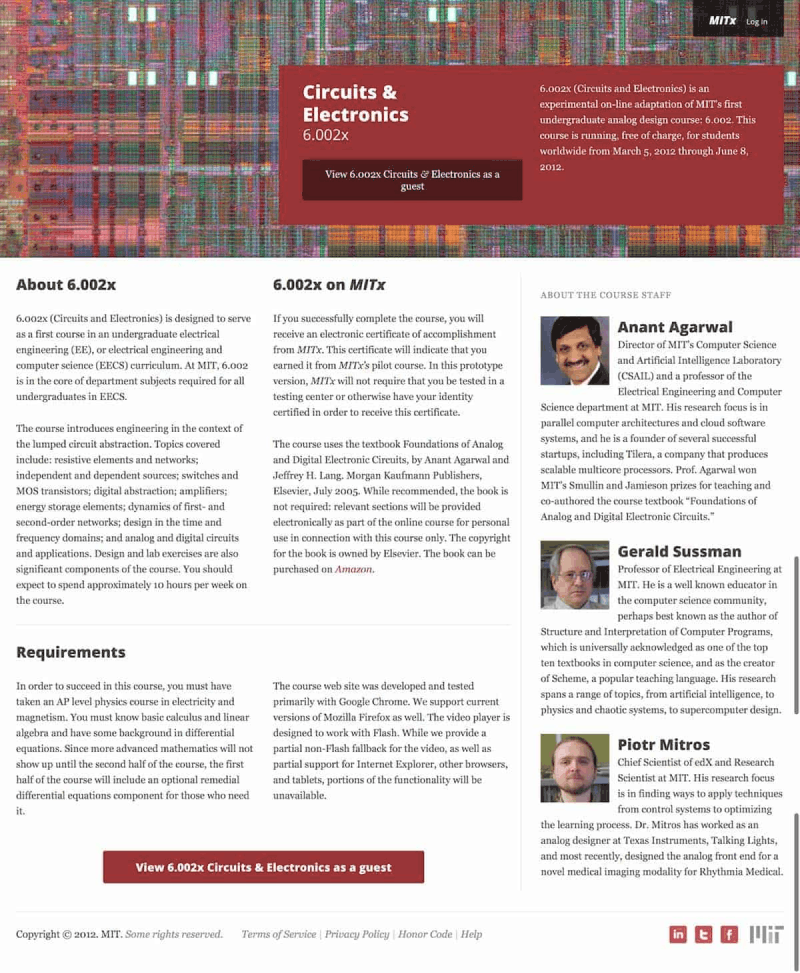 MITx Log In
Circuits &
Electronics
6.002x
View 6.002x Circuits & Electronics as a
guest
6.002x (Circuits and Electronics) is an
experimental on-line adaptation of MIT's first
undergraduate analog design course: 6.002. This
course is running, free of charge, for students
worldwide from March 5, 2012 through June 8,
2012.
About 6.002x
6.002x (Circuits and Electronics) is designed to serve
as a first course in an undergraduate electrical
engineering (EE), or electrical engineering and
computer science (EECS) curriculum. At MIT, 6.002
is in the core of department subjects required for all
undergraduates in EECS.
The course introduces engineering in the context of
the lumped circuit abstraction. Topics covered
include: resistive elements and networks;
independent and dependent sources; switches and
MOS transistors; digital abstraction; amplifiers;
energy storage elements; dynamics of first- and
second-order networks; design in the time and
frequency domains; and analog and digital circuits
and applications. Design and lab exercises are also
significant components of the course. You should
expect to spend approximately 10 hours per week on
the course.
6.002x on MITx
If you successfully complete the course, you will
receive an electronic certificate of accomplishment
from MITx. This certificate will indicate that you
earned it from MITx's pilot course. In this prototype
version, MITx will not require that you be tested in a
testing center or otherwise have your identity
certified in order to receive this certificate.
The course uses the textbook Foundations of Analog
and Digital Electronic Circuits, by Anant Agarwal and
Jeffrey H. Lang. Morgan Kaufmann Publishers,
Elsevier, July 2005. While recommended, the book is
not required: relevant sections will be provided
electronically as part of the online course for personal
use in connection with this course only. The copyright
for the book is owned by Elsevier. The book can be
purchased on Amazon.
Requirements
In order to succeed in this course, you must have
taken an AP level physics course in electricity and
magnetism. You must know basic calculus and linear
algebra and have some background in differential
equations. Since more advanced mathematics will not
show up until the second half of the course, the first
half of the course will include an optional remedial
differential equations component for those who need
it.
The course web site was developed and tested
primarily with Google Chrome. We support current
versions of Mozilla Firefox as well. The video player is
designed to work with Flash. While we provide a
partial non-Flash fallback for the video, as well as
partial support for Internet Explorer, other browsers,
and tablets, portions of the functionality will be
unavailable.
View 6.002x Circuits & Electronics as a guest
ABOUT THE COURSE STAFF
Anant Agarwal
Director of MIT's Computer Science
and Artificial Intelligence Laboratory
(CSAIL) and a professor of the
Electrical Engineering and Computer
Science department at MIT. His research focus is in
parallel computer architectures and cloud software
systems, and he is a founder of several successful
startups, including Tilera, a company that produces
scalable multicore processors. Prof. Agarwal won
MIT's Smullin and Jamieson prizes for teaching and
co-authored the course textbook "Foundations of
Analog and Digital Electronic Circuits."
Gerald Sussman
Professor of Electrical Engineering at
MIT. He is a well known educator in
the computer science community,
perhaps best known as the author of
Structure and Interpretation of Computer Programs,
which is universally acknowledged as one of the top
ten textbooks in computer science, and as the creator
of Scheme, a popular teaching language. His research
spans a range of topics, from artificial intelligence, to
physics and chaotic systems, to supercomputer design.
Piotr Mitros
Chief Scientist of edX and Research
Scientist at MIT. His research focus
is in finding ways to apply techniques
from control systems to optimizing
the learning process. Dr. Mitros has worked as an
analog designer at Texas Instruments, Talking Lights,
and most recently, designed the analog front end for a
novel medical imaging modality for Rhythmia Medical.
Copyright © 2012. MIT. Some rights reserved. Terms of Service | Privacy Policy | Honor Code | Help
in t f MIT